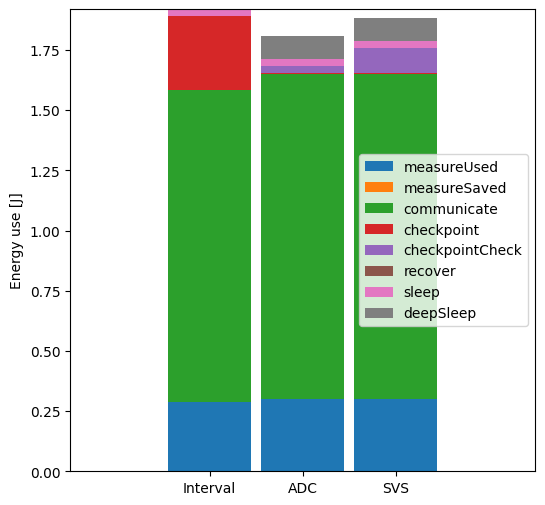 Energy use [J]
1.75
1.50
1.25
1.00
0.75
0.50
0.25
0.00
measureUsed
measureSaved
communicate
checkpoint
checkpointCheck
recover
sleep
deepSleep
Interval
ADC
SVS